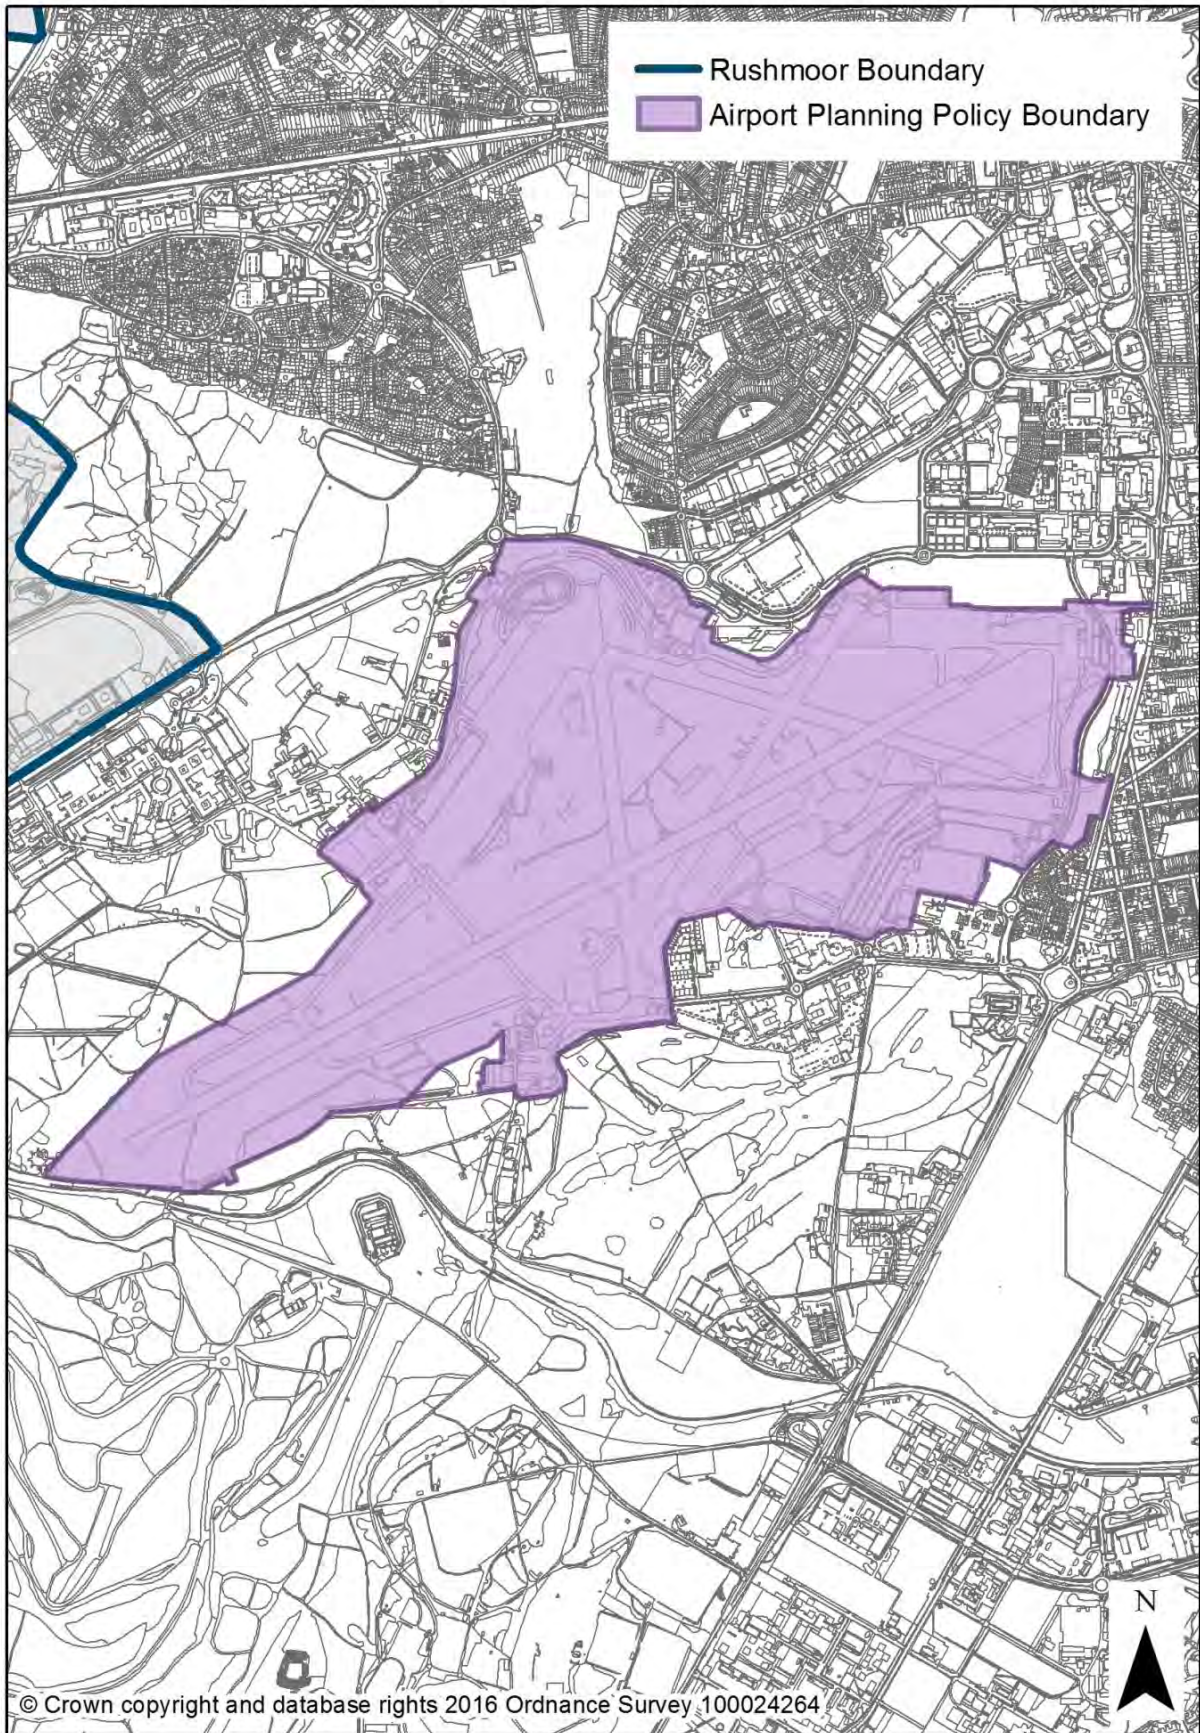 Rushmoor Boundary
Airport Planning Policy Boundary
N
© Crown copyright and database rights 2016 Ordnance Survey 100024264